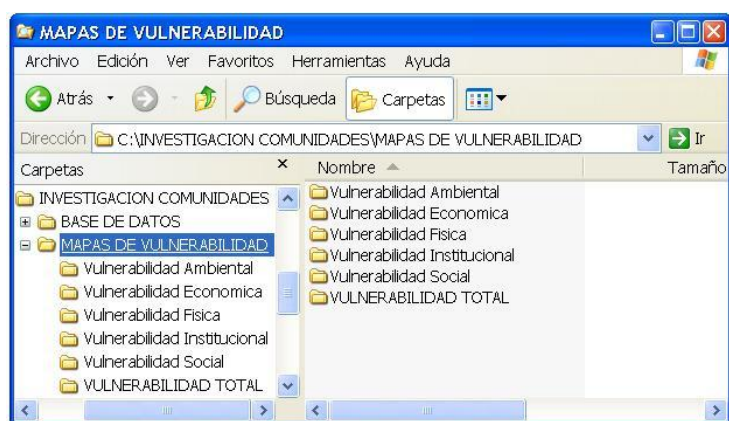 MAPAS DE VULNERABILIDAD
Archivo Edición Ver Favoritos Herramientas Ayuda
Atrás Búsqueda Carpetas
Dirección C:\INVESTIGACION COMUNIDADES\MAPAS DE VULNERABILIDAD Ir
Carpetas
INVESTIGACION COMUNIDADES
BASE DE DATOS
MAPAS DE VULNERABILIDAD
Vulnerabilidad Ambiental
Vulnerabilidad Economica
Vulnerabilidad Fisica
Vulnerabilidad Institucional
Vulnerabilidad Social
VULNERABILIDAD TOTAL
Nombre Tamaño
Vulnerabilidad Ambiental
Vulnerabilidad Economica
Vulnerabilidad Fisica
Vulnerabilidad Institucional
Vulnerabilidad Social
VULNERABILIDAD TOTAL